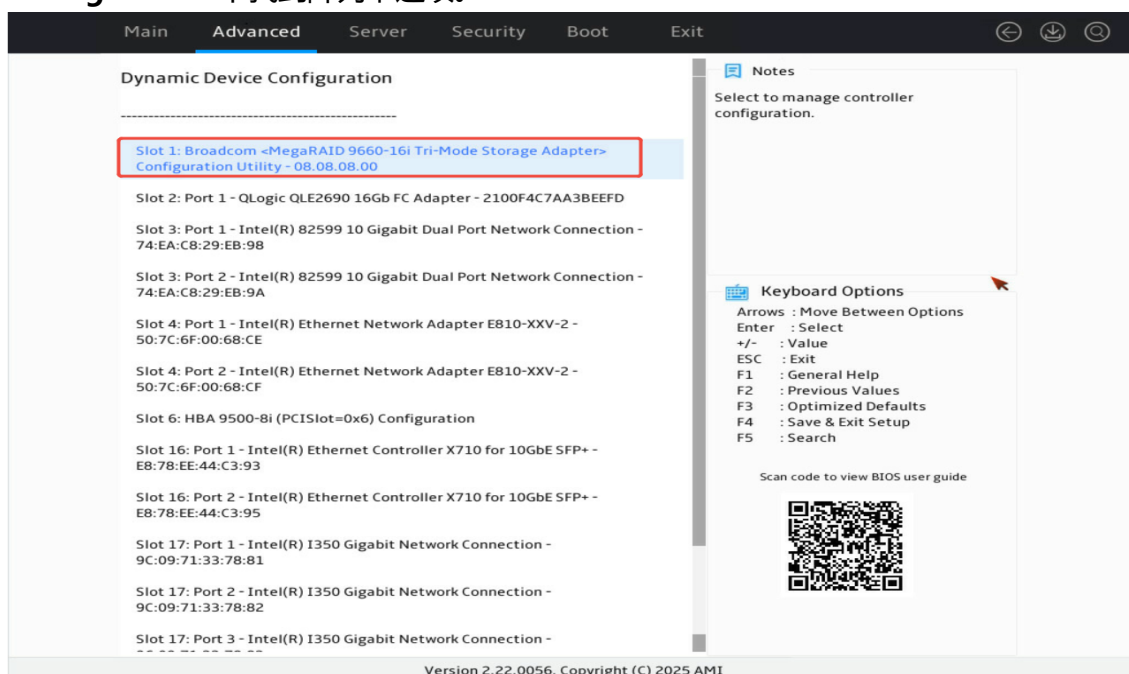 Main Advanced Server Security Boot Exit
Dynamic Device Configuration
Notes
Select to manage controller
configuration.
-------------------------------------------------
Slot 1: Broadcom <MegaRAID 9660-16i Tri-Mode Storage Adapter>
Configuration Utility - 08.08.08.00
Slot 2: Port 1 - QLogic QLE2690 16Gb FC Adapter - 2100F4C7AA3BEEFD
Slot 3: Port 1 - Intel(R) 82599 10 Gigabit Dual Port Network Connection -
74:EA:C8:29:EB:98
Slot 3: Port 2 - Intel(R) 82599 10 Gigabit Dual Port Network Connection -
74:EA:C8:29:EB:9A
Slot 4: Port 1 - Intel(R) Ethernet Network Adapter E810-XXV-2 -
50:7C:6F:00:68:CE
Slot 4: Port 2 - Intel(R) Ethernet Network Adapter E810-XXV-2 -
50:7C:6F:00:68:CF
Slot 6: HBA 9500-8i (PCISlot=0x6) Configuration
Slot 16: Port 1 - Intel(R) Ethernet Controller X710 for 10GbE SFP+ -
E8:78:EE:44:C3:93
Slot 16: Port 2 - Intel(R) Ethernet Controller X710 for 10GbE SFP+ -
E8:78:EE:44:C3:95
Slot 17: Port 1 - Intel(R) I350 Gigabit Network Connection -
9C:09:71:33:78:81
Slot 17: Port 2 - Intel(R) I350 Gigabit Network Connection -
9C:09:71:33:78:82
Slot 17: Port 3 - Intel(R) I350 Gigabit Network Connection -
Keyboard Options
Arrows : Move Between Options
Enter : Select
+/- : Value
ESC : Exit
F1 : General Help
F2 : Previous Values
F3 : Optimized Defaults
F4 : Save & Exit Setup
F5 : Search
Scan code to view BIOS user guide
Version 2.22.0056. Copyright (C) 2025 AMI